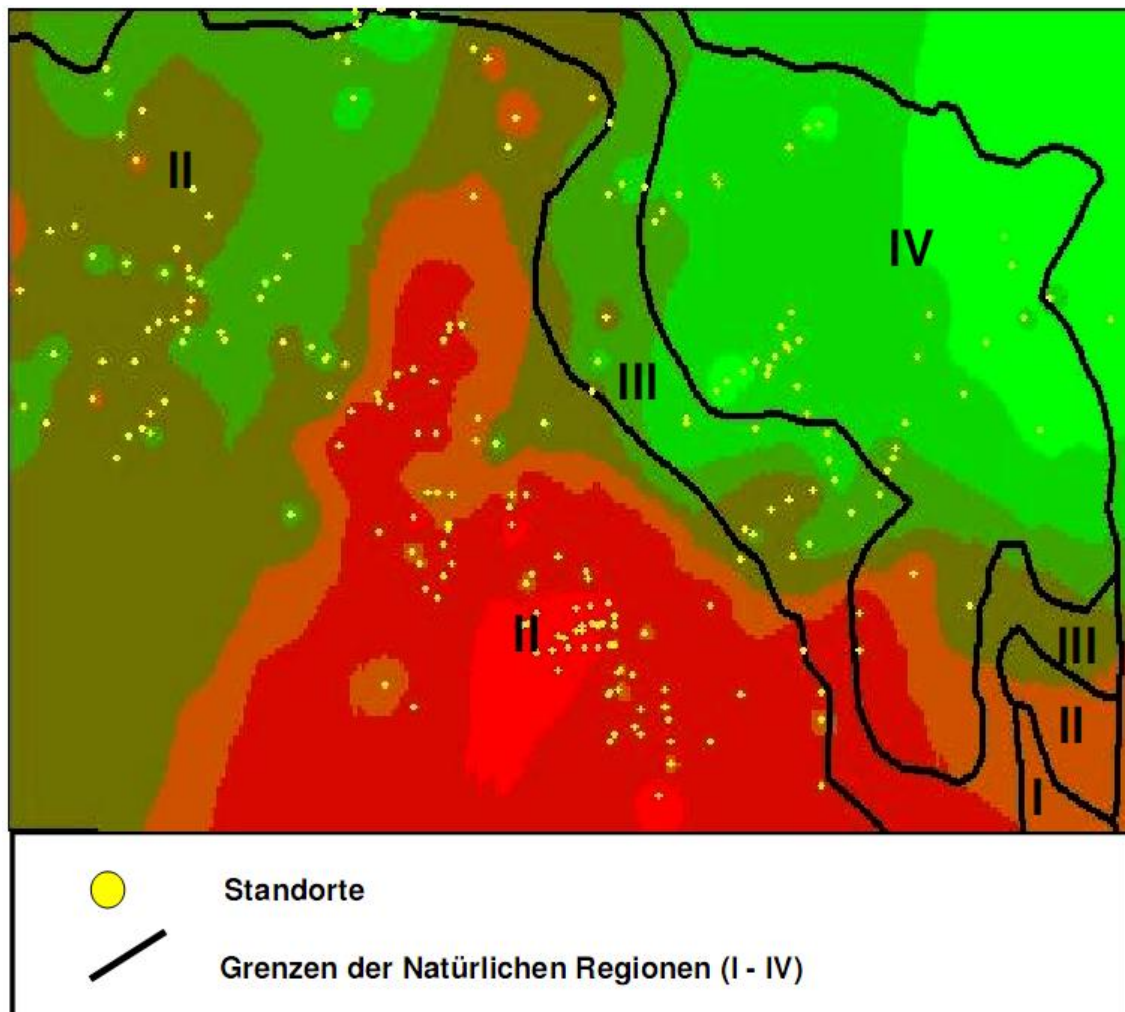 II
IV
III
II
III
II
I
Standorte
Grenzen der Natürlichen Regionen (I - IV)